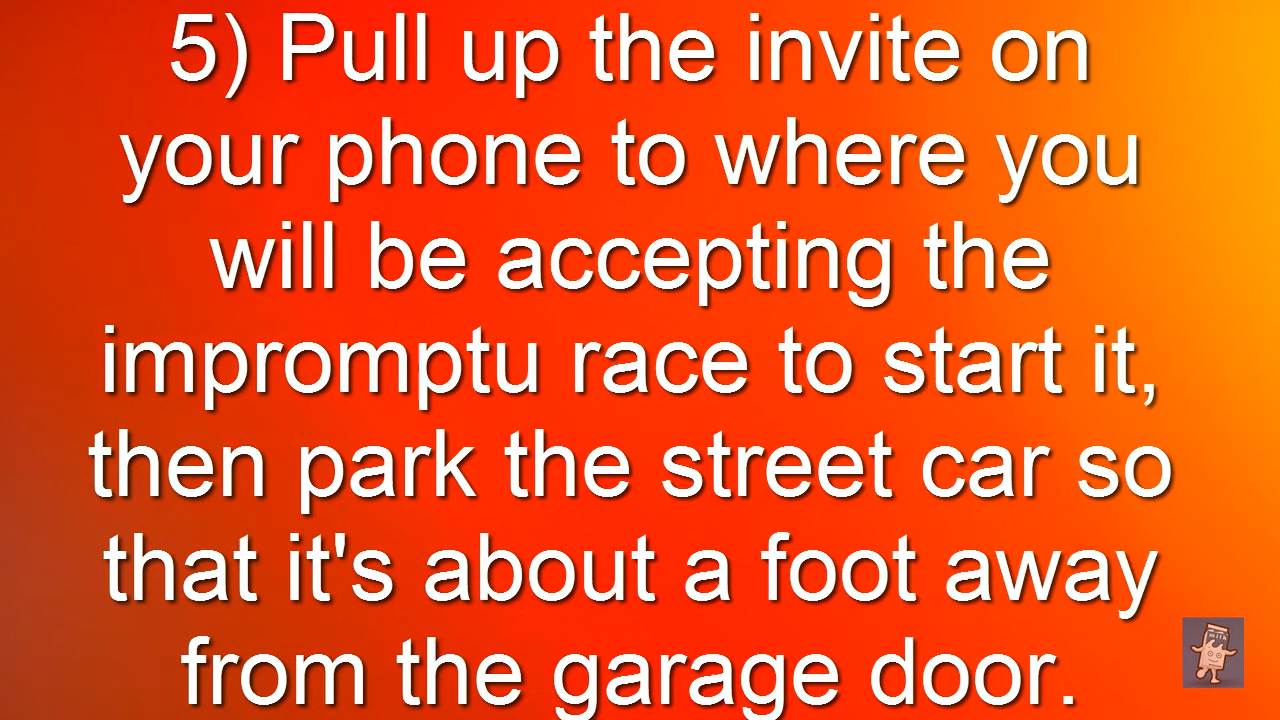 5) Pull up the invite on
your phone to where you
will be accepting the
impromptu race to start it,
then park the street car so
that it's about a foot away
from the garage door.
milk